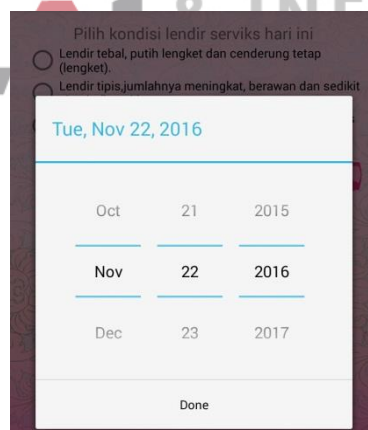 & INF
Pilih kondisi lendir serviks hari ini
Lendir tebal, putih lengket dan cenderung tetap
(lengket).
Lendir tipis,jumlahnya meningkat, berawan dan sedikit
Tue, Nov 22, 2016
Oct 21 2015
Nov 22 2016
Dec 23 2017
Done